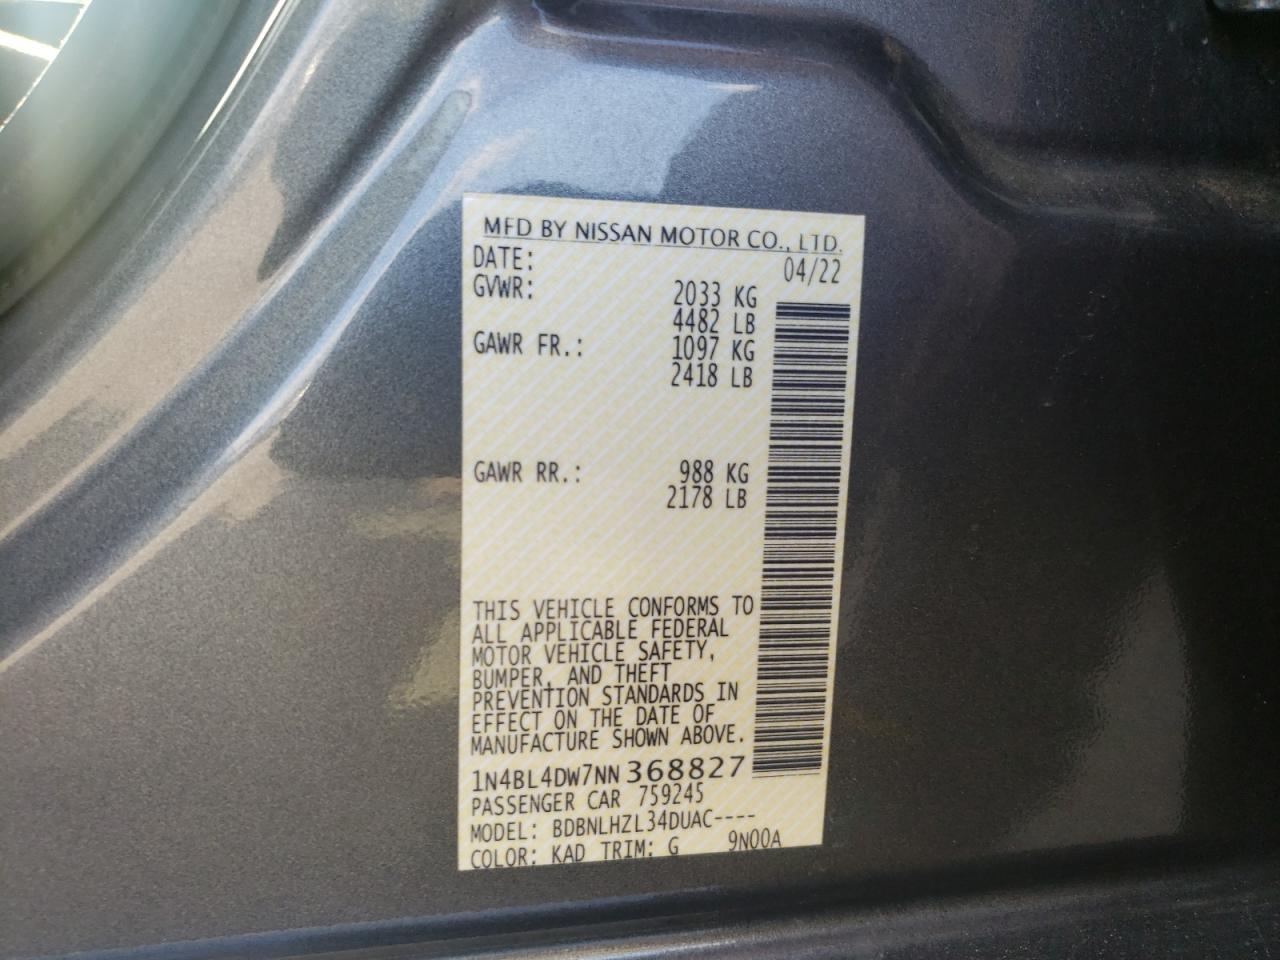 MFD BY NISSAN MOTOR CO., LTD.
DATE: 04/22
GVWR: 2033 KG
4482 LB
GAWR FR.: 1097 KG
2418 LB
GAWR RR.: 988 KG
2178 LB
THIS VEHICLE CONFORMS TO
ALL APPLICABLE FEDERAL
MOTOR VEHICLE SAFETY,
BUMPER, AND THEFT
PREVENTION STANDARDS IN
EFFECT ON THE DATE OF
MANUFACTURE SHOWN ABOVE.
1N4BL4DW7NN368827
PASSENGER CAR 759245
MODEL: BDBNLHZL34DUAC----
COLOR: KAD TRIM: G 9N00A